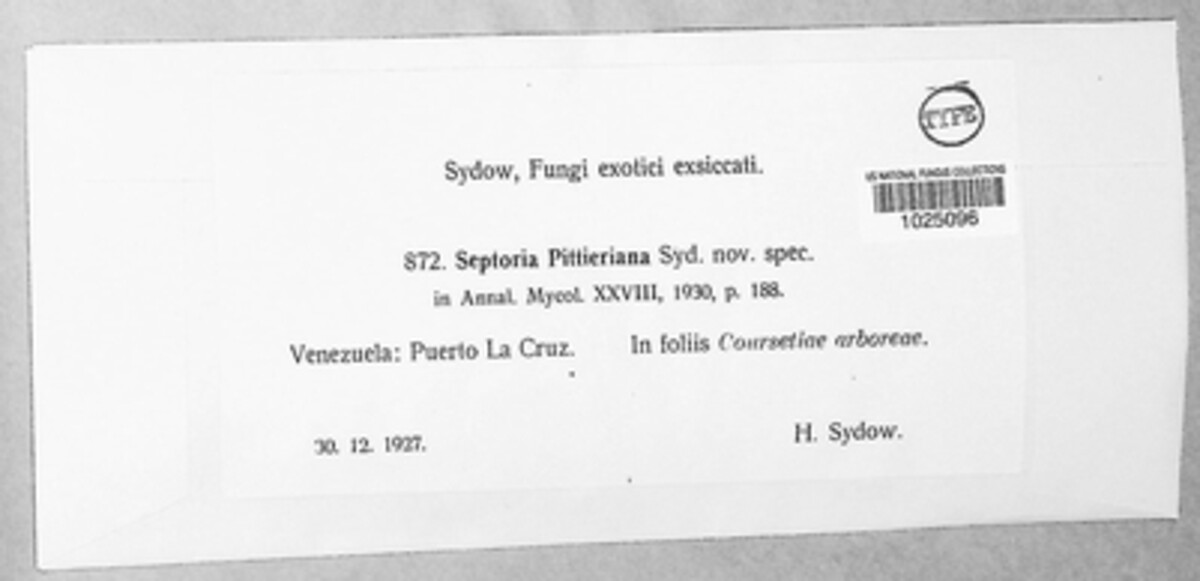 TYPE
Sydow, Fungi exotici exsiccati.
US NATIONAL FUNGUS COLLECTIONS
1025096
872. Septoria Pittieriana Syd. nov. spec.
in Annal. Mycol. XXVIII, 1930, p. 188.
Venezuela: Puerto La Cruz. In foliis Coursetiae arboreae.
30. 12. 1927.
H. Sydow.